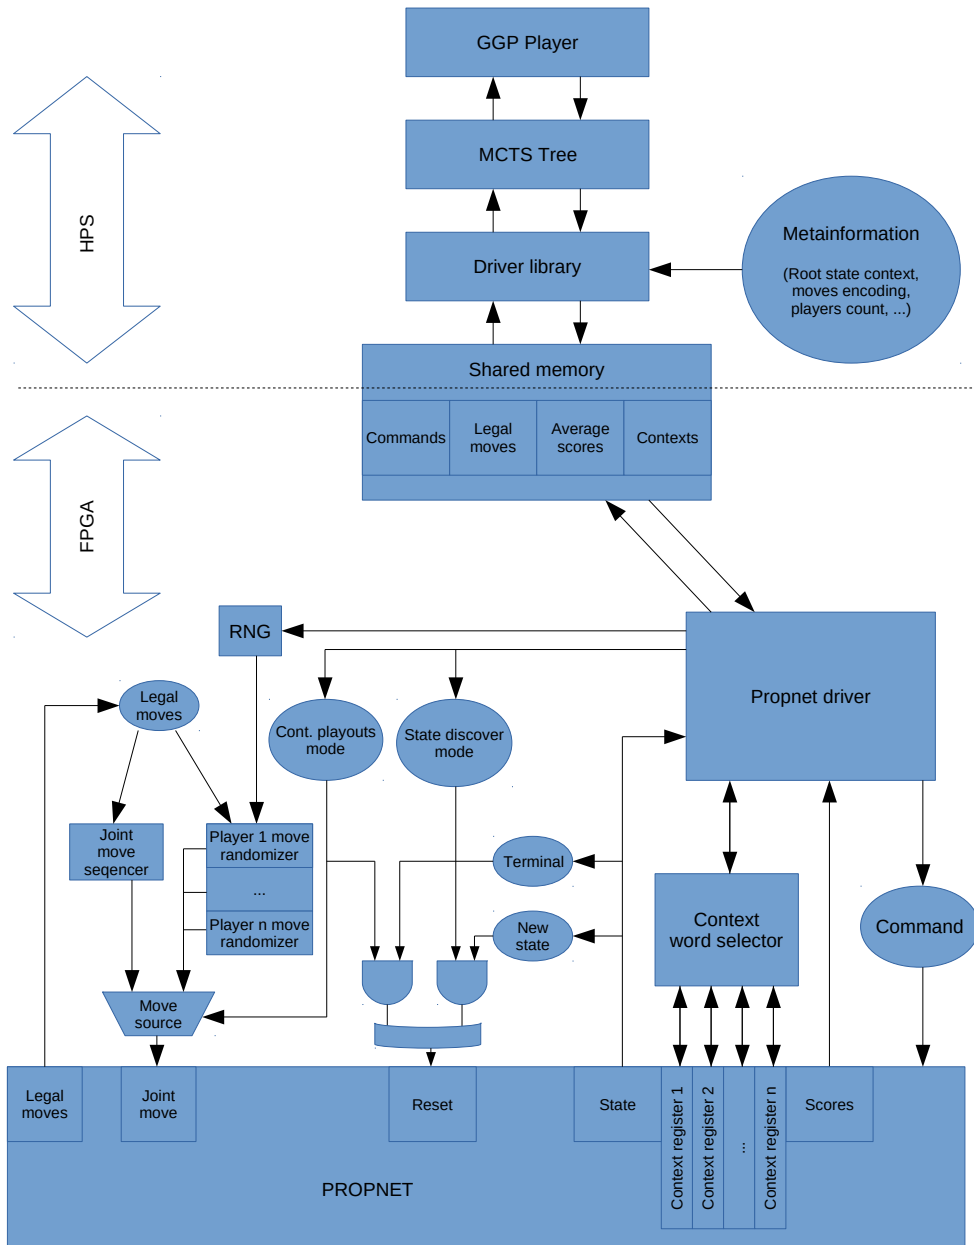 GGP Player
MCTS Tree
HPS
Driver library
Metainformation
(Root state context,
moves encoding,
players count, ...)
Shared memory
Commands
Legal
moves
Average
scores
Contexts
FPGA
RNG
Legal
moves
Cont. playouts
mode
State discover
mode
Propnet driver
Joint
move
seqencer
Player 1 move
randomizer
...
Player n move
randomizer
Terminal
New
state
Context
word selector
Command
Move
source
Legal
moves
Joint
move
Reset
State
Context register 1
Context register 2
...
Context register n
Scores
PROPNET